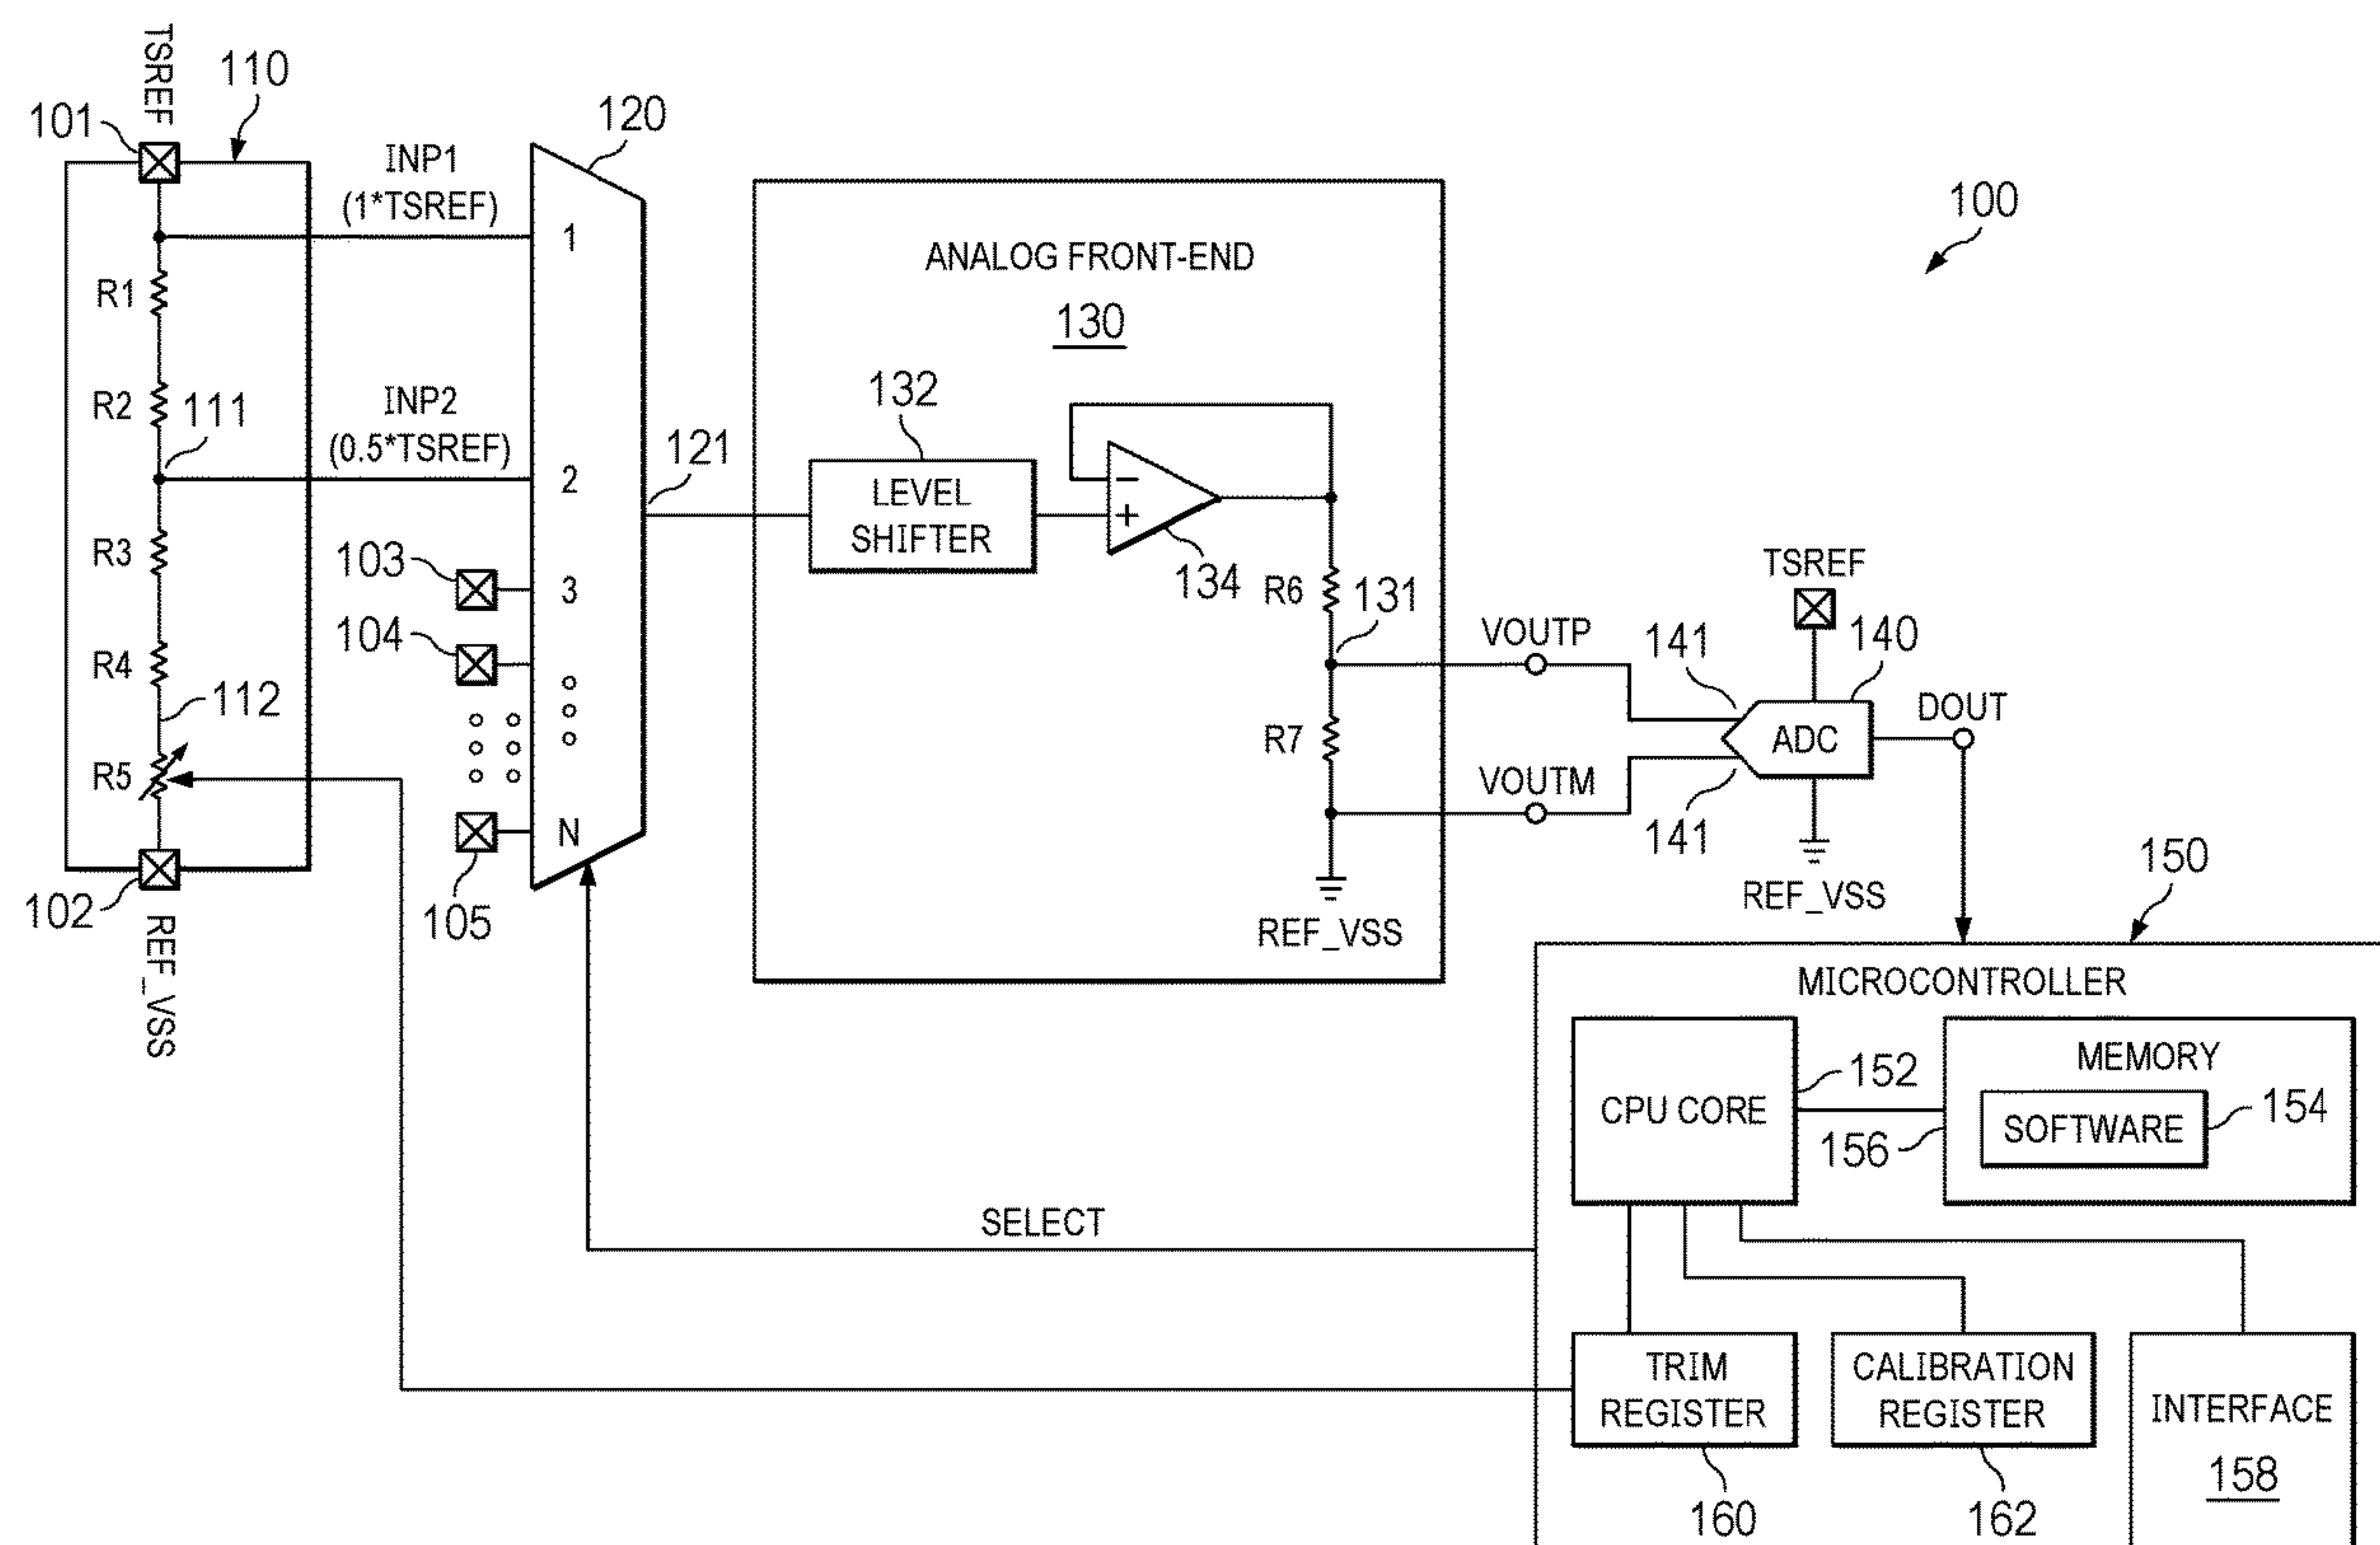 TSREF
101
110
INP1
(1*TSREF)
120
1
100
ANALOG FRONT-END
130
R1
R2
111
INP2
(0.5*TSREF)
2
121
132
LEVEL
SHIFTER
−
+
134
R3
103
3
R4
104
112
R5
N
105
102
REF_VSS
R6
131
R7
REF_VSS
VOUTP
VOUTM
TSREF
141
140
ADC
141
DOUT
REF_VSS
150
MICROCONTROLLER
CPU CORE
152
MEMORY
SOFTWARE
154
156
SELECT
TRIM
REGISTER
160
CALIBRATION
REGISTER
162
INTERFACE
158